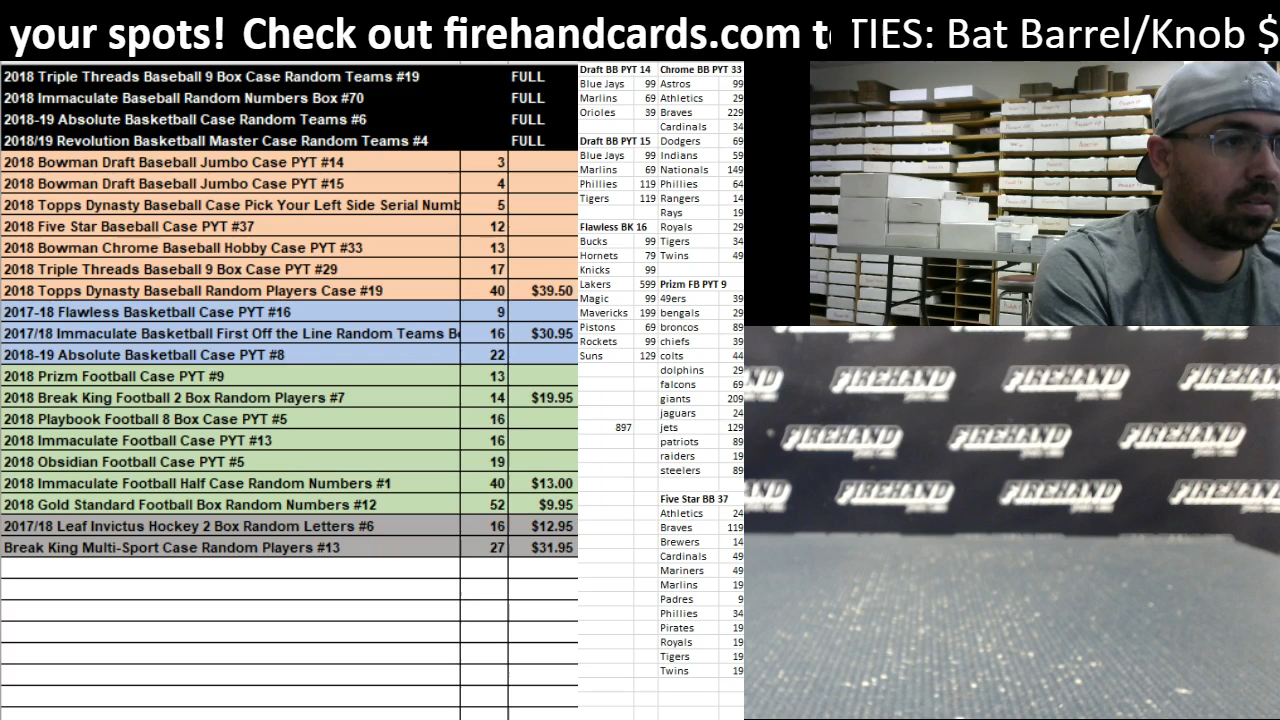 your spots! Check out firehandcards.com t
TIES: Bat Barrel/Knob $
2018 Triple Threads Baseball 9 Box Case Random Teams #19 FULL
2018 Immaculate Baseball Random Numbers Box #70 FULL
2018-19 Absolute Basketball Case Random Teams #6 FULL
2018/19 Revolution Basketball Master Case Random Teams #4 FULL
2018 Bowman Draft Baseball Jumbo Case PYT #14 3
2018 Bowman Draft Baseball Jumbo Case PYT #15 4
2018 Topps Dynasty Baseball Case Pick Your Left Side Serial Numb 5
2018 Five Star Baseball Case PYT #37 12
2018 Bowman Chrome Baseball Hobby Case PYT #33 13
2018 Triple Threads Baseball 9 Box Case PYT #29 17
2018 Topps Dynasty Baseball Random Players Case #19 40 $39.50
2017-18 Flawless Basketball Case PYT #16 9
2017/18 Immaculate Basketball First Off the Line Random Teams B 16 $30.95
2018-19 Absolute Basketball Case PYT #8 22
2018 Prizm Football Case PYT #9 13
2018 Break King Football 2 Box Random Players #7 14 $19.95
2018 Playbook Football 8 Box Case PYT #5 16
2018 Immaculate Football Case PYT #13 16
2018 Obsidian Football Case PYT #5 19
2018 Immaculate Football Half Case Random Numbers #1 40 $13.00
2018 Gold Standard Football Box Random Numbers #12 52 $9.95
2017/18 Leaf Invictus Hockey 2 Box Random Letters #6 16 $12.95
Break King Multi-Sport Case Random Players #13 27 $31.95
Draft BB PYT 14
Blue Jays 99
Marlins 69
Orioles 39
Draft BB PYT 15
Blue Jays 99
Marlins 69
Phillies 119
Tigers 119
Flawless BK 16
Bucks 99
Hornets 79
Knicks 99
Lakers 599
Magic 99
Mavericks 199
Pistons 69
Rockets 99
Suns 129
897
Chrome BB PYT 33
Astros 99
Athletics 29
Braves 229
Cardinals 34
Dodgers 69
Indians 59
Nationals 149
Phillies 64
Rangers 14
Rays 19
Royals 29
Tigers 34
Twins 49
Prizm FB PYT 9
49ers 39
bengals 29
broncos 89
chiefs 39
colts 44
dolphins 29
falcons 69
giants 209
jaguars 24
jets 129
patriots 89
raiders 19
steelers 89
Five Star BB 37
Athletics 24
Braves 119
Brewers 14
Cardinals 49
Mariners 49
Marlins 19
Padres 9
Phillies 34
Pirates 19
Royals 19
Tigers 19
Twins 19
FIREHAND FIREHAND FIREHAND
FIREHAND FIREHAND FIREHAND
FIREHAND FIREHAND FIREHAND